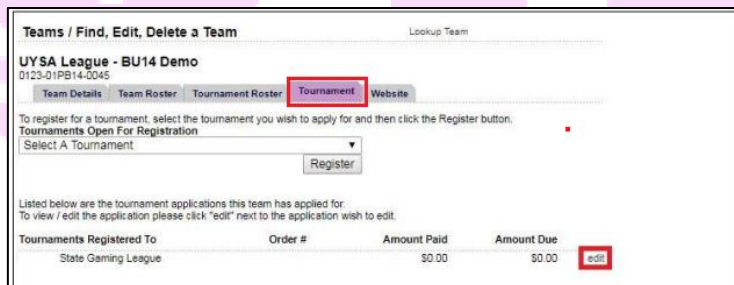 Teams / Find, Edit, Delete a Team Lookup Team
UYSA League - BU14 Demo
0123-01PB14-0045
Team Details Team Roster Tournament Roster Tournament Website
To register for a tournament, select the tournament you wish to apply for and then click the Register button.
Tournaments Open For Registration
Select A Tournament
Register
Listed below are the tournament applications this team has applied for.
To view / edit the application please click "edit" next to the application wish to edit.
Tournaments Registered To Order # Amount Paid Amount Due
State Gaming League $0.00 $0.00 edit